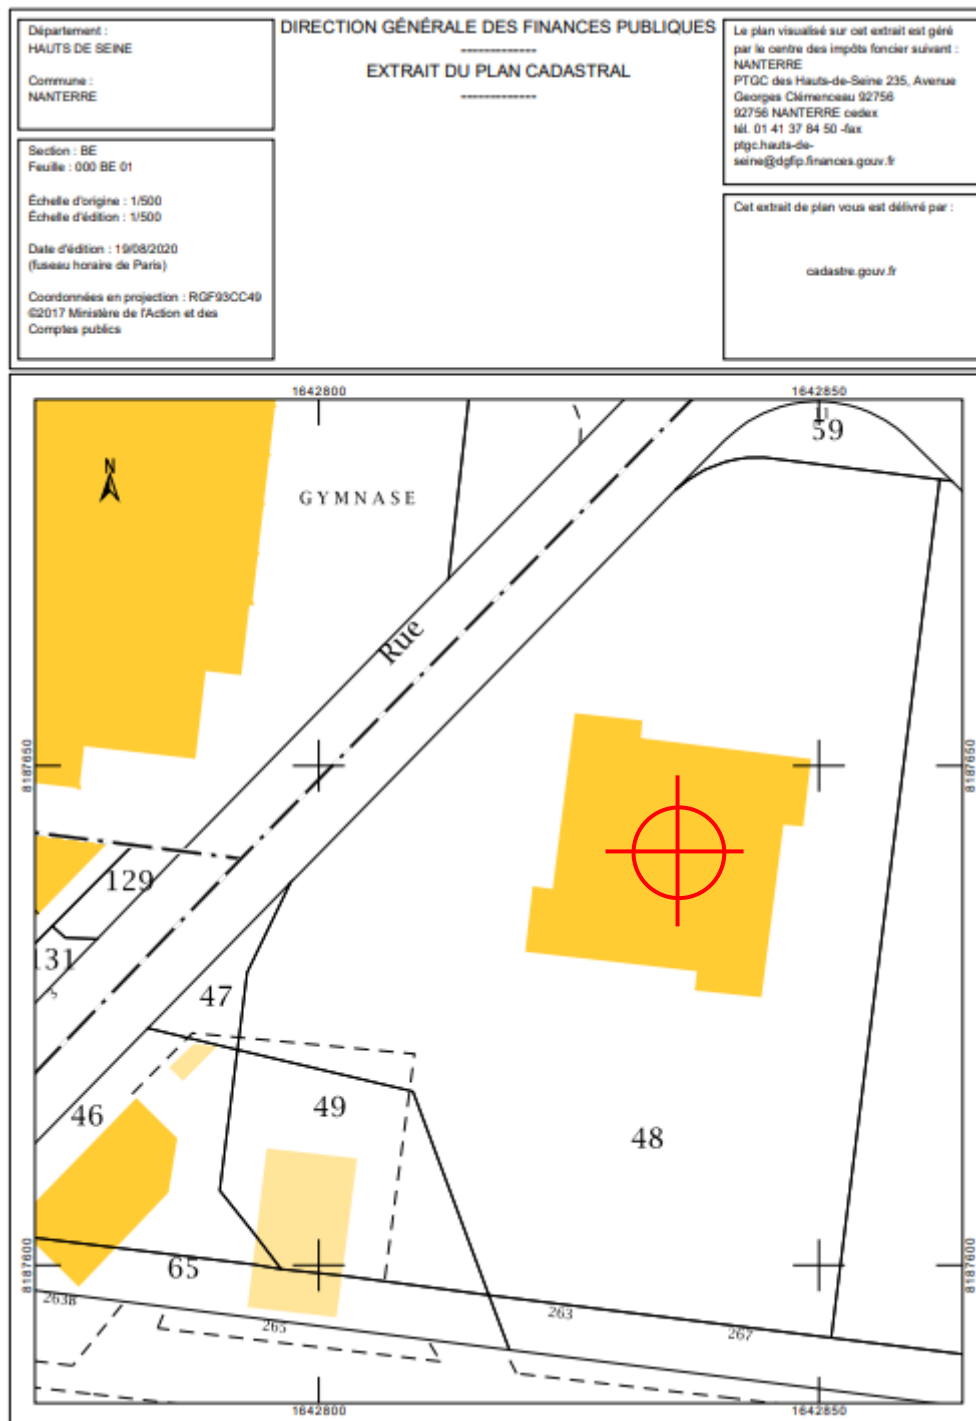 Département :
HAUTS DE SEINE
Commune :
NANTERRE
Section : BE
Feuille : 000 BE 01
Échelle d'origine : 1/500
Échelle d'édition : 1/500
Date d'édition : 19/08/2020
(fuseau horaire de Paris)
Coordonnées en projection : RGF93CC49
©2017 Ministère de l'Action et des
Comptes publics
DIRECTION GÉNÉRALE DES FINANCES PUBLIQUES
-------------
EXTRAIT DU PLAN CADASTRAL
-------------
Le plan visualisé sur cet extrait est géré
par le centre des impôts foncier suivant :
NANTERRE
PTGC des Hauts-de-Seine 235, Avenue
Georges Clémenceau 92756
92756 NANTERRE cedex
tél. 01 41 37 84 50 -fax
ptgc.hauts-de-
seine@dgfip.finances.gouv.fr
Cet extrait de plan vous est délivré par :
cadastre.gouv.fr
1642800
1642850
11
59
N
GYMNASE
Rue
8187650
8187650
129
131
5
47
46
49
48
8187600
8187600
65
263B
265
263
267
1642800
1642850